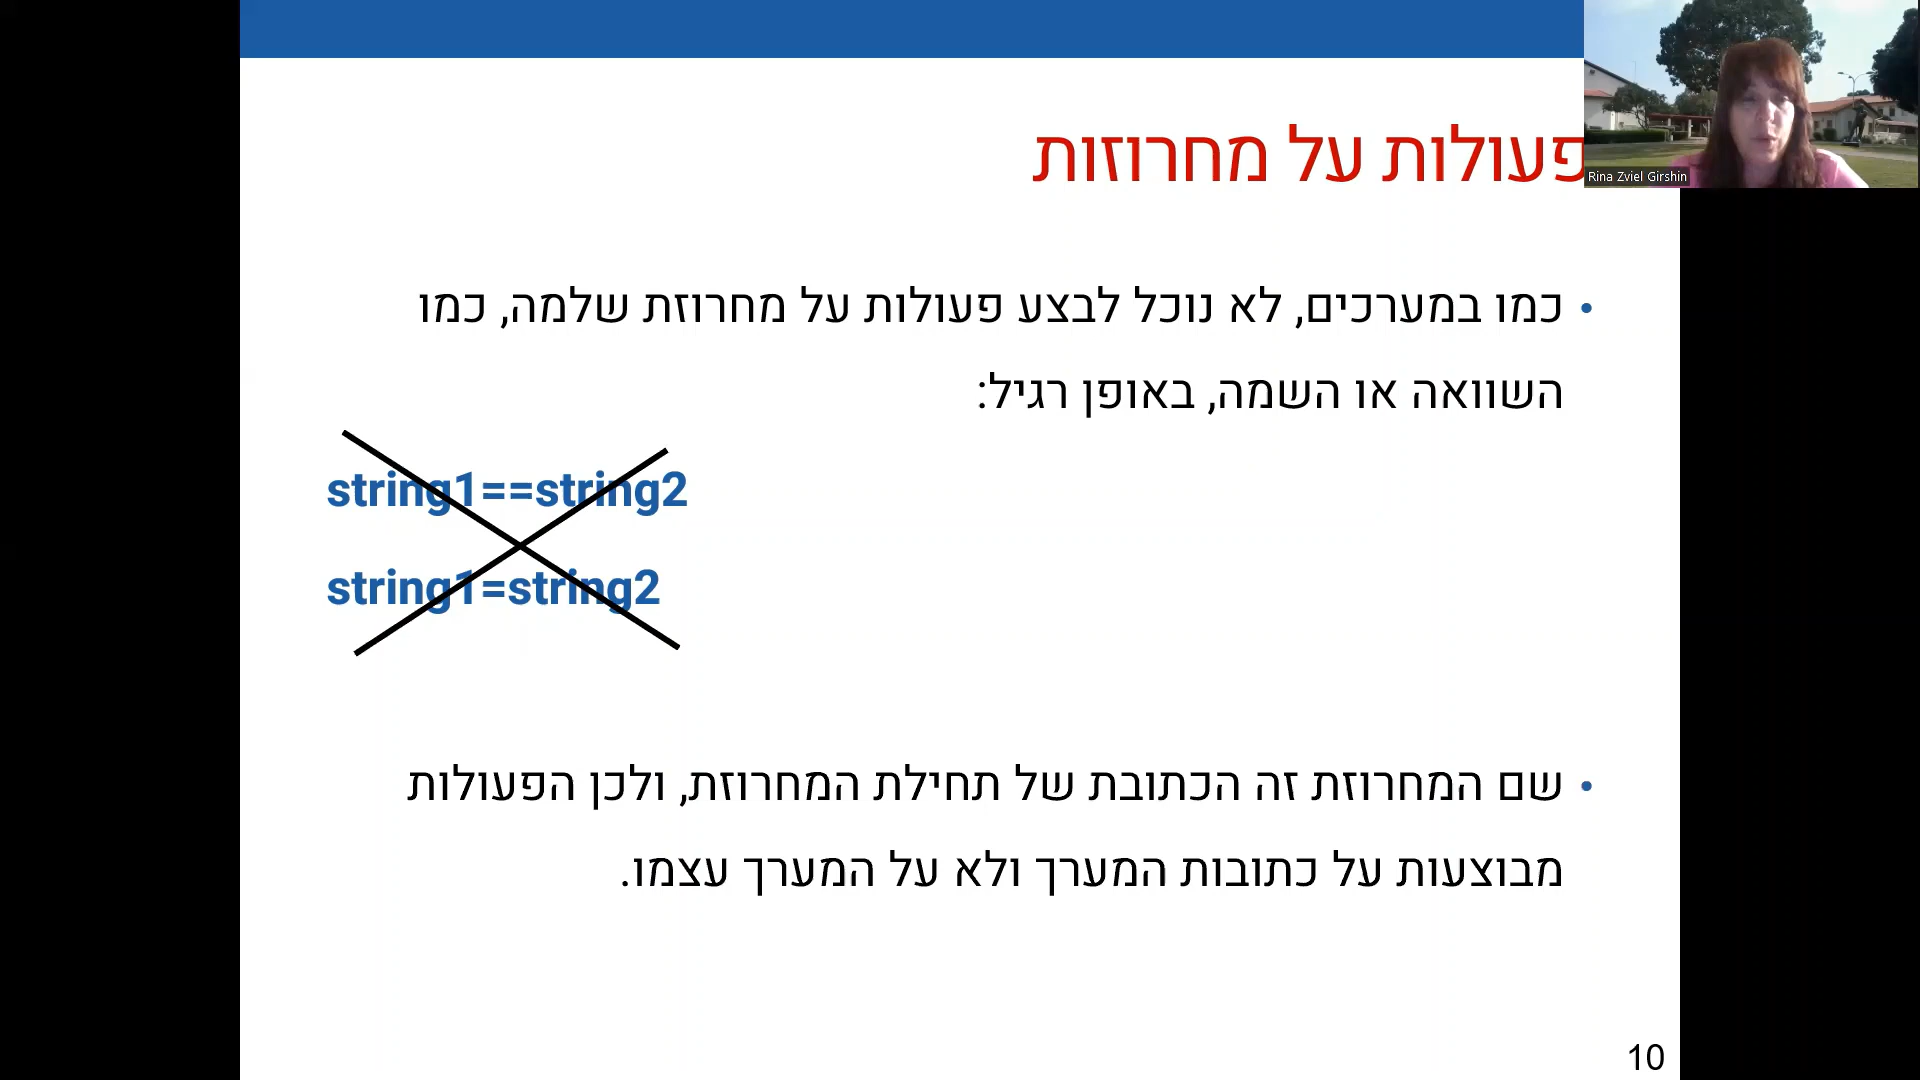 פעולות על מחרוזות
Rina Zviel Girshin
• כמו במערכים, לא נוכל לבצע פעולות על מחרוזת שלמה, כמו
השוואה או השמה, באופן רגיל:
string1==string2
string1=string2
• שם המחרוזת זה הכתובת של תחילת המחרוזת, ולכן הפעולות
מבוצעות על כתובות המערך ולא על המערך עצמו.
10